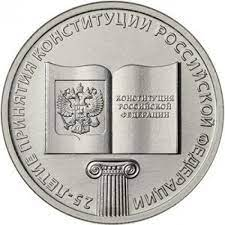 25-ЛЕТИЕ ПРИНЯТИЯ КОНСТИТУЦИИ РОССИЙСКОЙ ФЕДЕРАЦИИ
КОНСТИТУЦИЯ
РОССИЙСКОЙ
ФЕДЕРАЦИИ